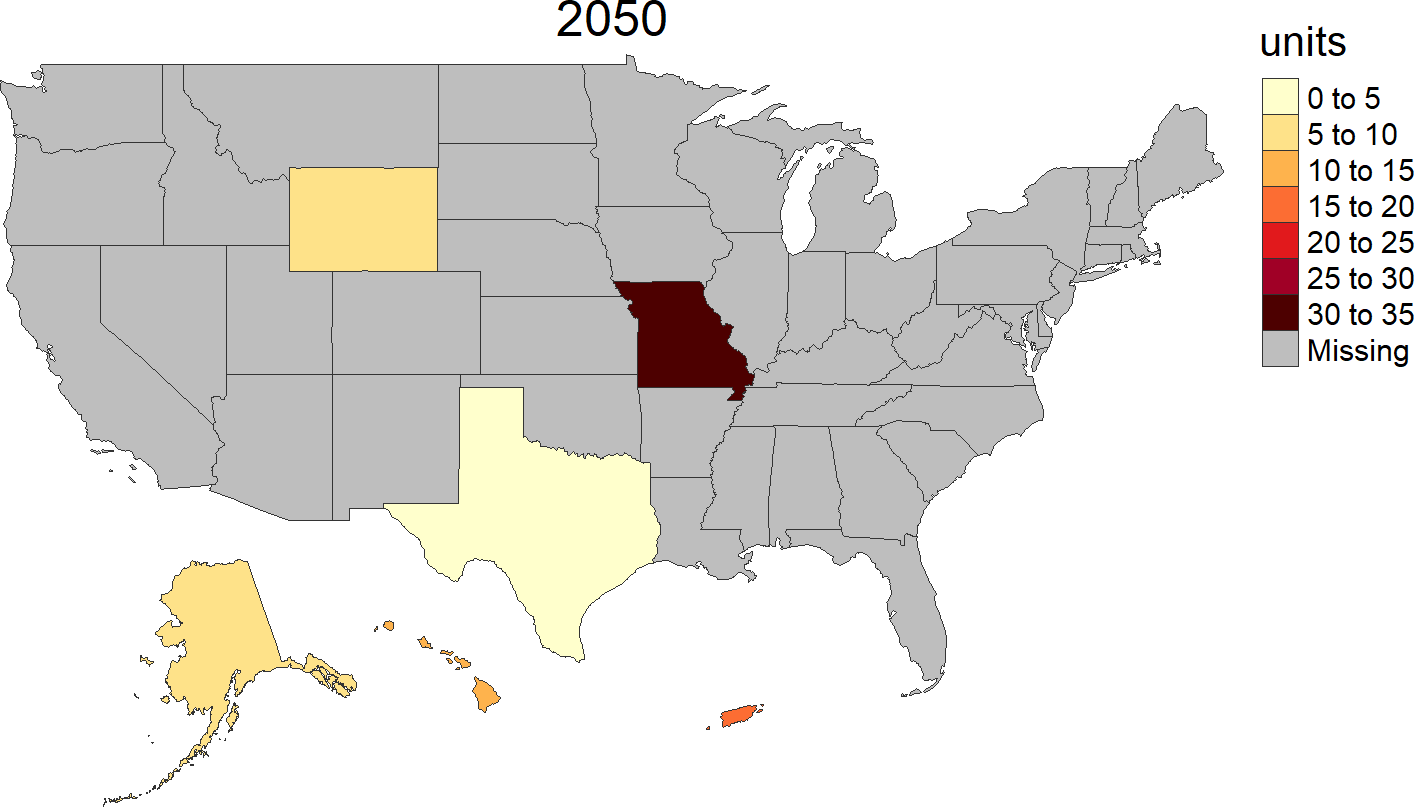 2050
units
0 to 5
5 to 10
10 to 15
15 to 20
20 to 25
25 to 30
30 to 35
Missing